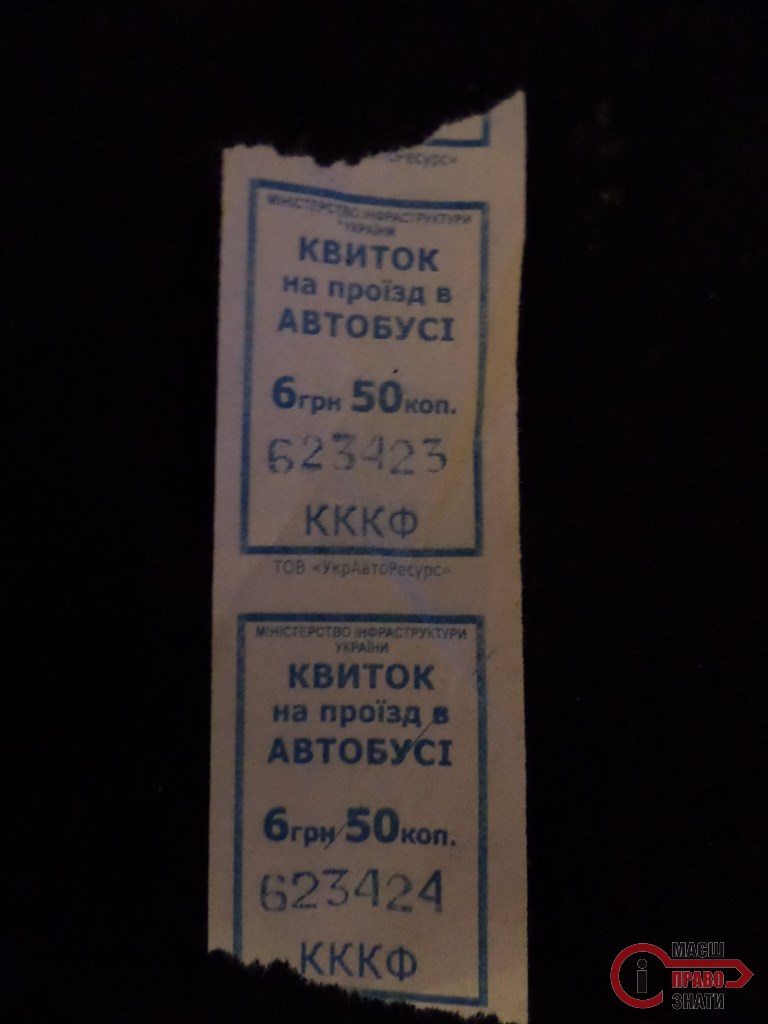 МІНІСТЕРСТВО ІНФРАСТРУКТУРИ
УКРАЇНИ
КВИТОК
на проїзд в
АВТОБУСІ
6грн 50коп.
623423
КККФ
ТОВ «УкрАвтоРесурс»
МІНІСТЕРСТВО ІНФРАСТРУКТУРИ
УКРАЇНИ
КВИТОК
на проїзд в
АВТОБУСІ
6грн 50коп.
623424
КККФ
МАЄШ
ПРАВО
ЗНАТИ